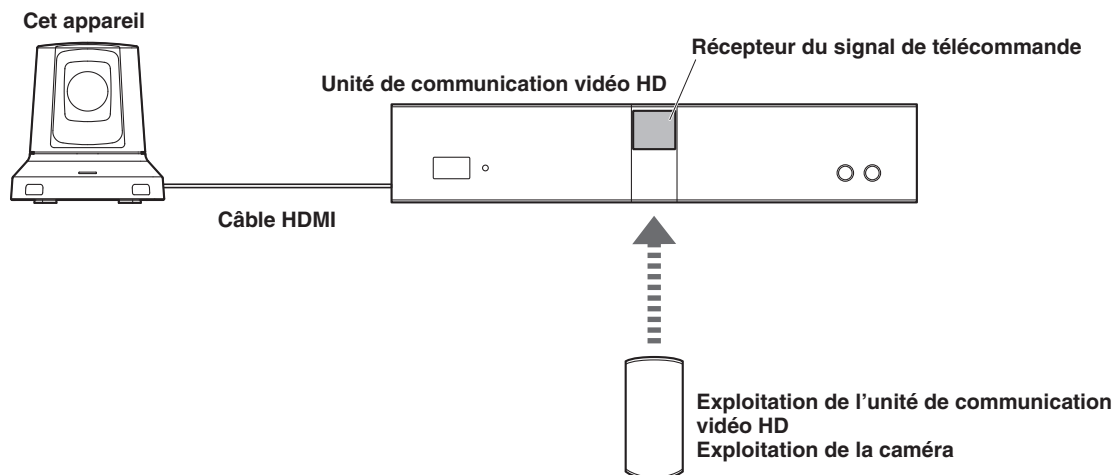 Cet appareil
Récepteur du signal de télécommande
Unité de communication vidéo HD
Câble HDMI
Exploitation de l’unité de communication
vidéo HD
Exploitation de la caméra